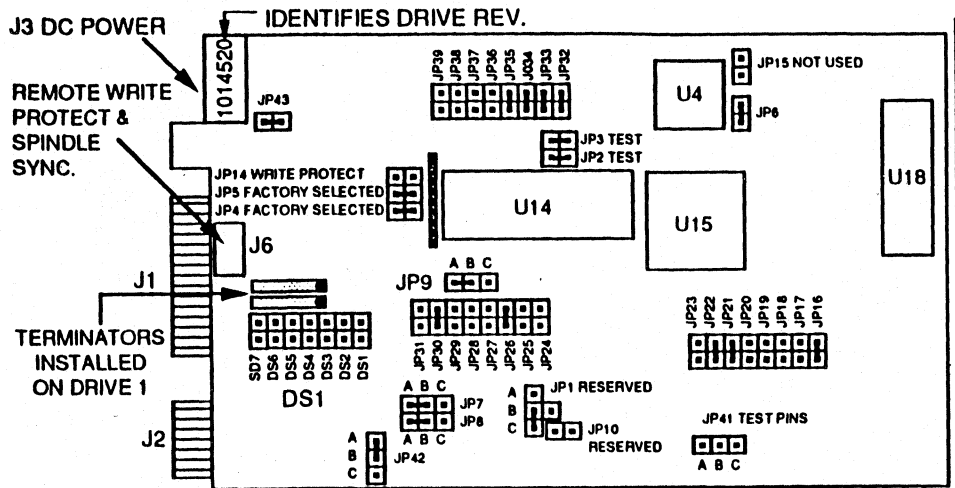 IDENTIFIES DRIVE REV.
J3 DC POWER
1014520
REMOTE WRITE
PROTECT &
SPINDLE
SYNC.
JP43
JP39
JP38
JP37
JP36
JP35
J034
JP33
JP32
U4
JP15 NOT USED
JP6
JP3 TEST
JP2 TEST
JP14 WRITE PROTECT
JP5 FACTORY SELECTED
JP4 FACTORY SELECTED
U14
U15
U18
J6
J1
JP9
A B C
TERMINATORS
INSTALLED
ON DRIVE 1
SD7
DS6
DS5
DS4
DS3
DS2
DS1
DS1
JP31
JP30
JP29
JP28
JP27
JP26
JP25
JP24
JP23
JP22
JP21
JP20
JP19
JP18
JP17
JP16
A B C
JP7
JP8
A B C
A
B
C
JP1 RESERVED
JP10
RESERVED
JP41 TEST PINS
A B C
J2
A
B
C
JP42